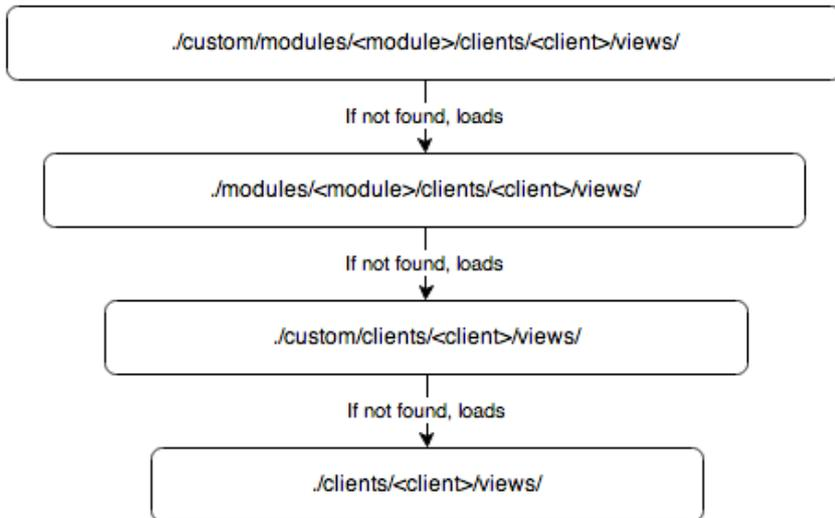 ./custom/modules/<module>/clients/<client>/views/
If not found, loads
./modules/<module>/clients/<client>/views/
If not found, loads
./custom/clients/<client>/views/
If not found, loads
./clients/<client>/views/